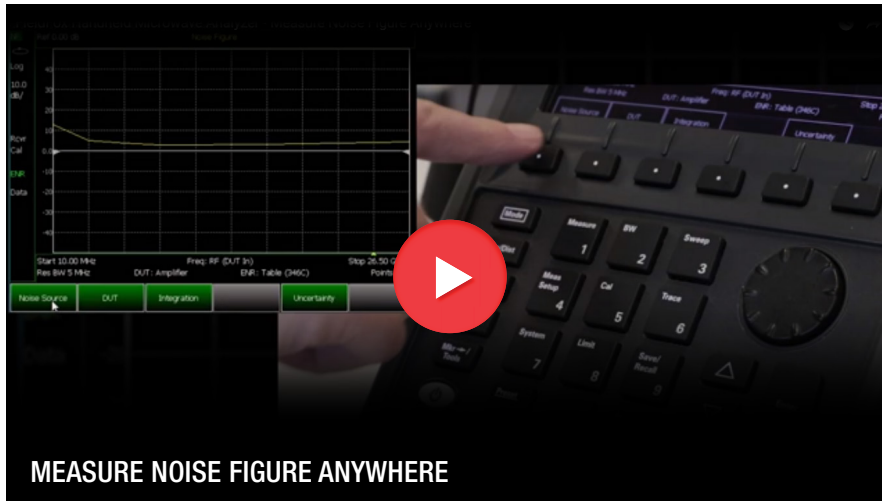 Ref 0.00 dB
Noise Figure
Log
10.0
dB/
Rcvr
Cal
ENR
Data
40
30
20
10
0.0
-10
-20
-30
-40
Start 10.00 MHz
Freq: RF (DUT In)
Stop 26.50
Res BW 5 MHz
DUT: Amplifier
ENR: Table (346C)
Points
Noise Source
DUT
Integration
Uncertainty
Res BW 5 MHz
DUT: Amplifier
Freq: RF (DUT In)
ENR: Table (346C)
Stop
Noise Source
DUT
Integration
Uncertainty
Mode
Measure
1
BW
2
Sweep
3
/Dist
Meas
Setup
4
Cal
5
Trace
6
System
7
Limit
8
Save/
Recall
9
Mkr→/
Tools
MEASURE NOISE FIGURE ANYWHERE